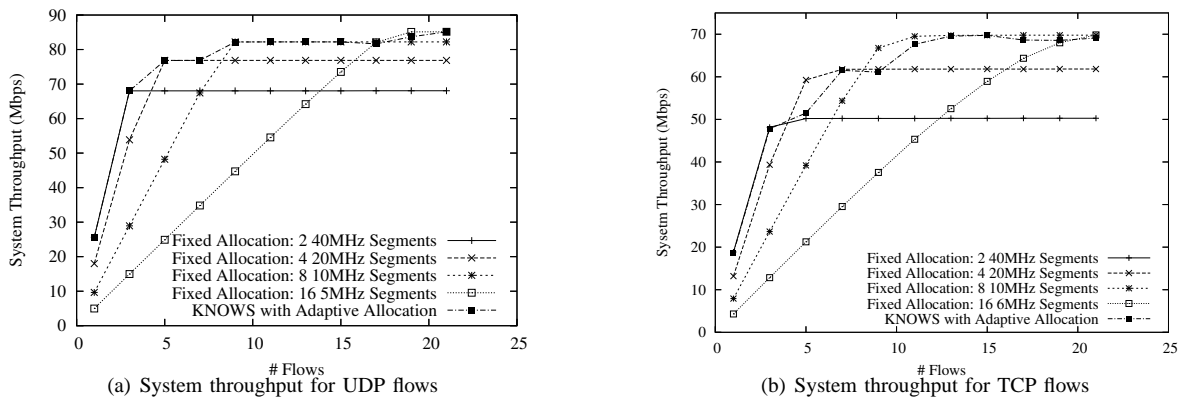 System Throughput (Mbps)
90
80
70
60
50
40
30
20
10
0
Fixed Allocation: 2 40MHz Segments
Fixed Allocation: 4 20MHz Segments
Fixed Allocation: 8 10MHz Segments
Fixed Allocation: 16 5MHz Segments
KNOWS with Adaptive Allocation
0 5 10 15 20 25
# Flows
(a) System throughput for UDP flows
Sysetm Throughput (Mbps)
70
60
50
40
30
20
10
0
Fixed Allocation: 2 40MHz Segments
Fixed Allocation: 4 20MHz Segments
Fixed Allocation: 8 10MHz Segments
Fixed Allocation: 16 6MHz Segments
KNOWS with Adaptive Allocation
0 5 10 15 20 25
# Flows
(b) System throughput for TCP flows